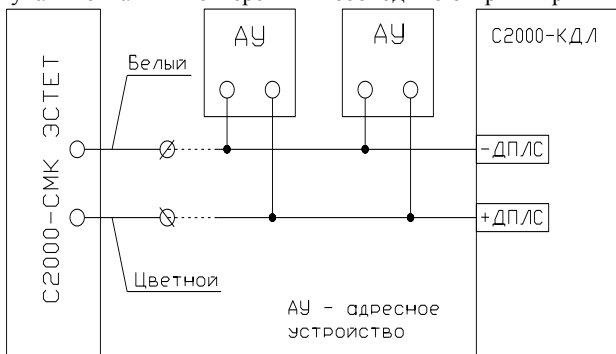 АУ
АУ
С2000-КДЛ
Белый
С2000-СМК ЭСТЕТ
-ДПЛС
+ДПЛС
Цветной
АУ - адресное
устройство